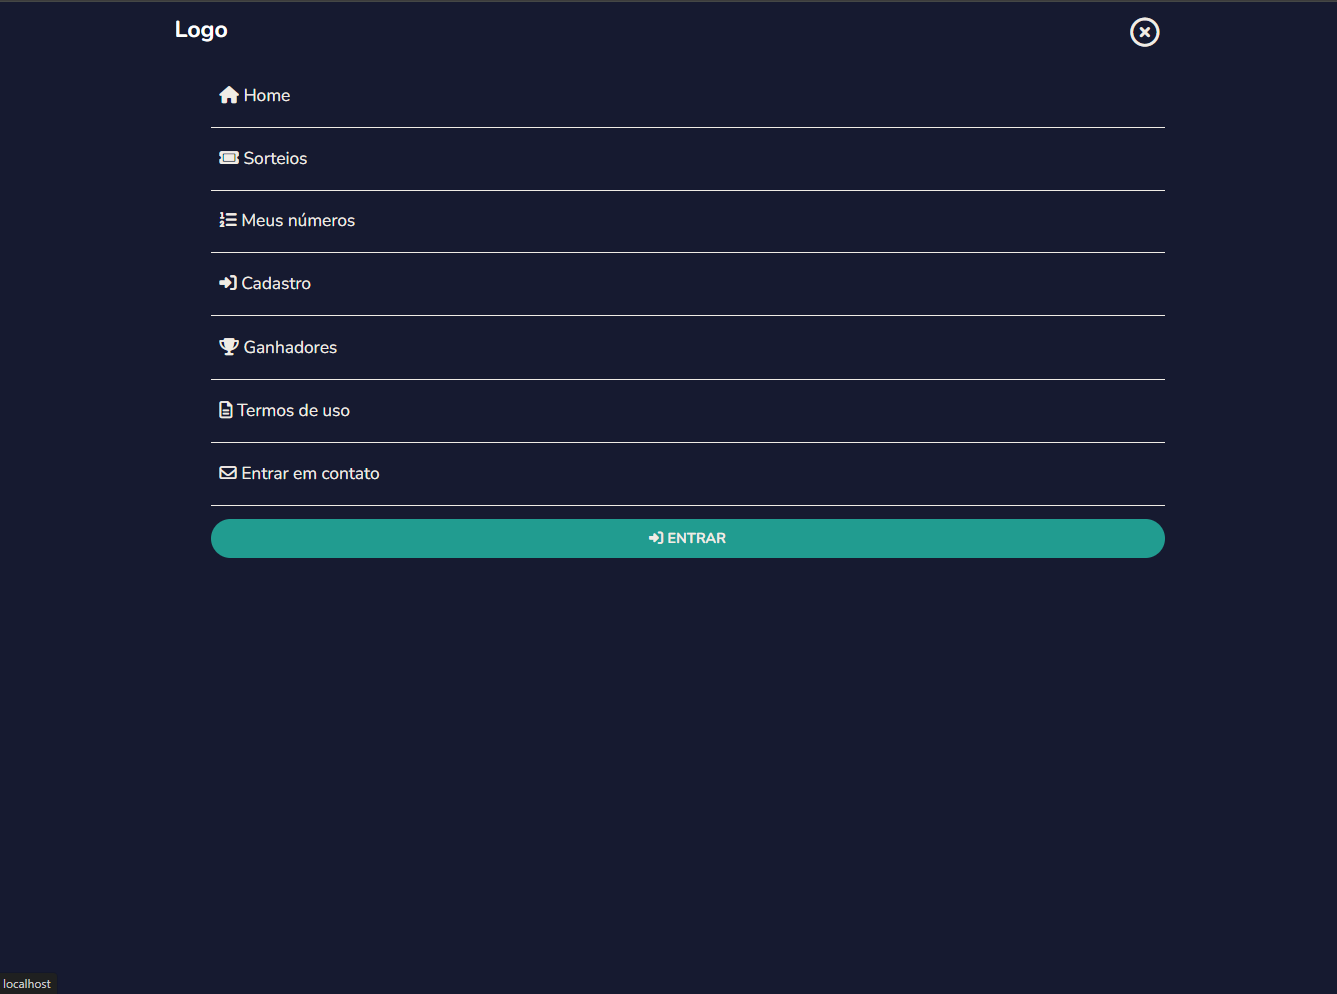 Logo
Home
Sorteios
Meus números
Cadastro
Ganhadores
Termos de uso
Entrar em contato
ENTRAR
localhost